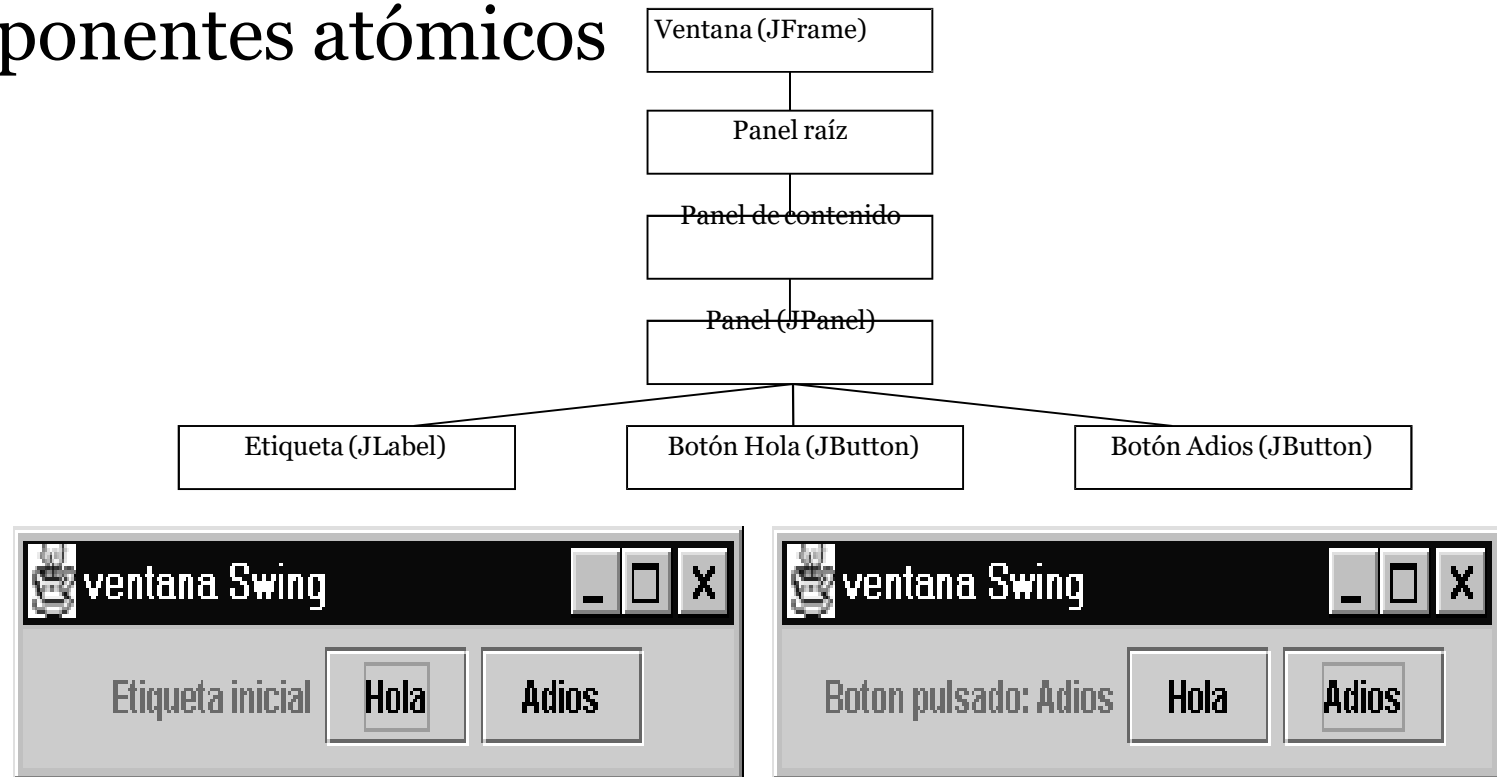 ponentes atómicos
Ventana (JFrame)
Panel raíz
Panel de contenido
Panel (JPanel)
Etiqueta (JLabel)
Botón Hola (JButton)
Botón Adios (JButton)
ventana Swing
Etiqueta inicial
Hola
Adios
ventana Swing
Boton pulsado: Adios
Hola
Adios